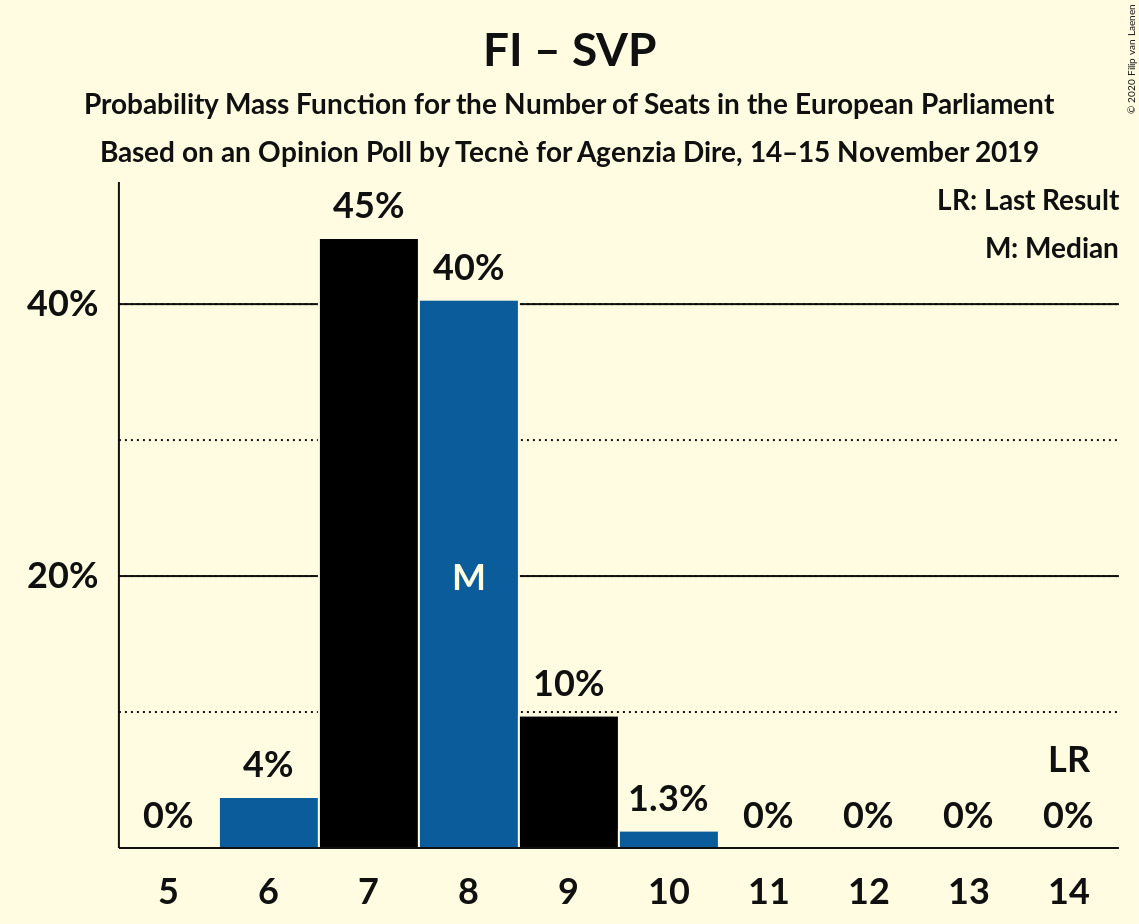 FI – SVP
Probability Mass Function for the Number of Seats in the European Parliament
Based on an Opinion Poll by Tecnè for Agenzia Dire, 14–15 November 2019
© 2020 Filip van Laenen
LR: Last Result
M: Median
45%
40%
40%
M
20%
10%
4%
LR
1.3%
0%
0%
0%
0%
0%
5 6 7 8 9 10 11 12 13 14